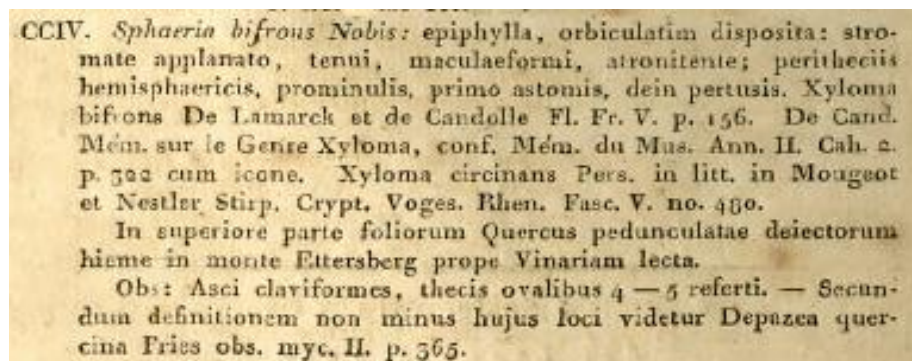 CCIV. Sphaeria bifrons Nobis: epiphylla, orbiculatim disposita: stro-
mate applanato, tenui, maculaeformi, atronitente; peritheciis
hemisphaericis, prominulis, primo astomis, dein pertusis. Xyloma
bifrons De Lamarck et de Candolle Fl. Fr. V. p. 156. De Cand.
Mém. sur le Genre Xyloma, conf. Mém. du Mus. Ann. II. Cah. 2.
p. 322 cum icone. Xyloma circinans Pers. in litt. in Mougeot
et Nestler Stirp. Crypt. Voges. Rhen. Fasc. V. no. 480.
In superiore parte foliorum Quercus pedunculatae deiectorum
hieme in monte Ettersberg prope Vinariam lecta.
Obs: Asci claviformes, thecis ovalibus 4 — 5 referti. — Secun-
dum definitionem non minus hujus loci videtur Depazea quer-
cina Fries obs. myc. II. p. 365.